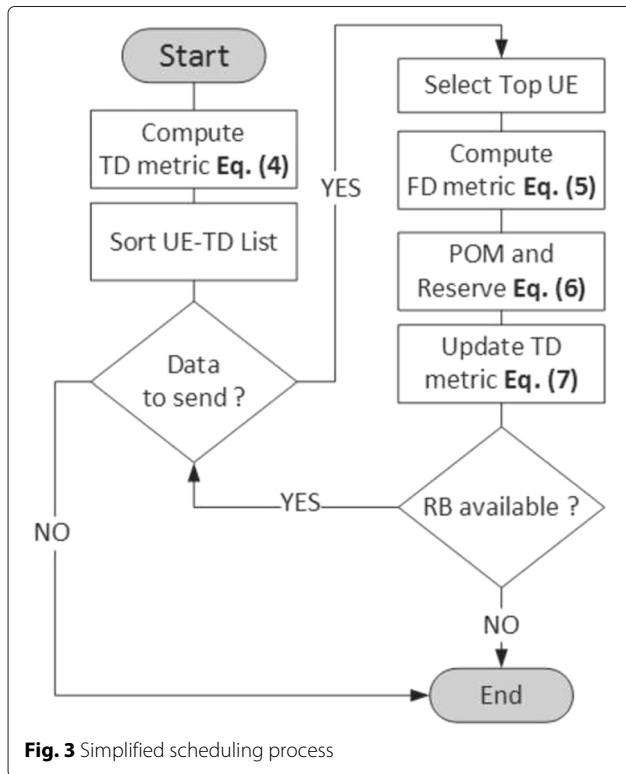 Start
Compute
TD metric Eq. (4)
Sort UE-TD List
Data
to send ?
YES
NO
Select Top UE
Compute
FD metric Eq. (5)
POM and
Reserve Eq. (6)
Update TD
metric Eq. (7)
RB available ?
YES
NO
End
Fig. 3 Simplified scheduling process